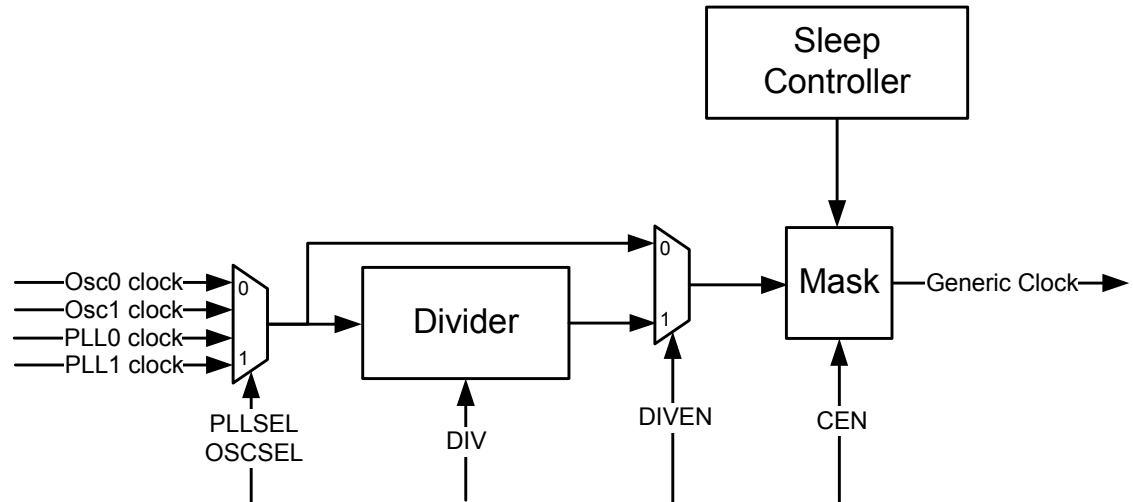 Sleep
Controller
0
Osc0 clock
0
Osc1 clock
Divider
Mask
Generic Clock
PLL0 clock
1
PLL1 clock
1
PLLSEL
OSCSEL
DIV
DIVEN
CEN